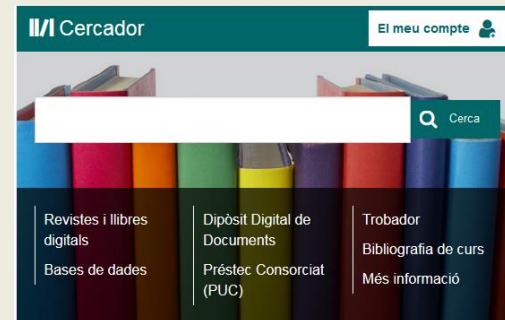 Cercador
El meu compte
Cerca
Revistes i llibres
digitals
Bases de dades
Dipòsit Digital de
Documents
Préstec Consorciat
(PUC)
Trobador
Bibliografia de curs
Més informació